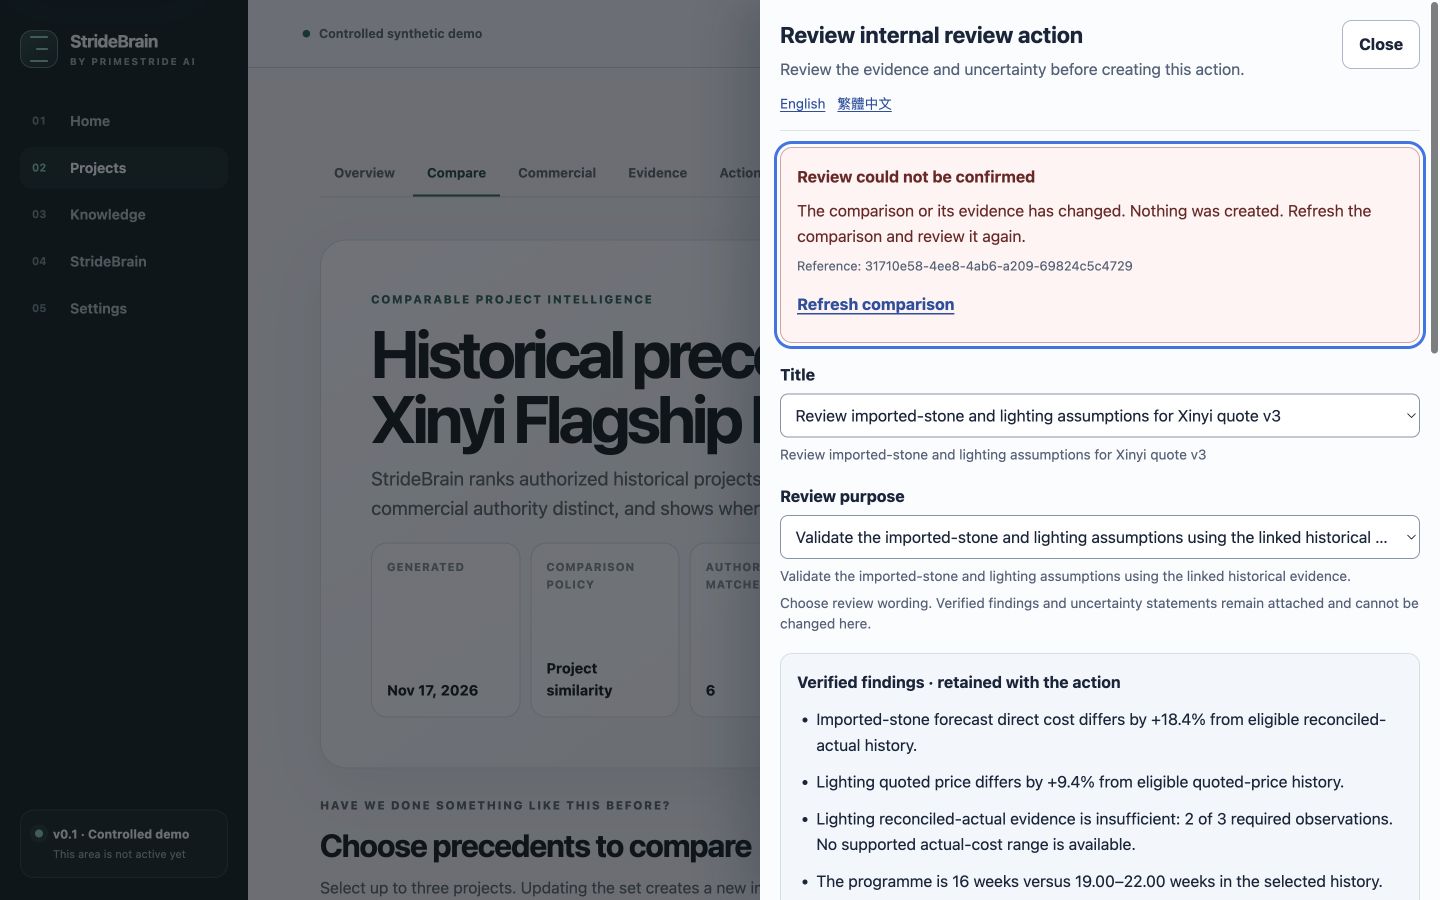 StrideBrain
BY PRIMESTRIDE AI
01 Home
02 Projects
03 Knowledge
04 StrideBrain
05 Settings
v0.1 · Controlled demo
This area is not active yet
Controlled synthetic demo
Overview Compare Commercial Evidence Action
COMPARABLE PROJECT INTELLIGENCE
Historical prec
Xinyi Flagship
StrideBrain ranks authorized historical projects
commercial authority distinct, and shows wher
GENERATED
Nov 17, 2026
COMPARISON
POLICY
Project
similarity
AUTHOR
MATCHE
6
HAVE WE DONE SOMETHING LIKE THIS BEFORE?
Choose precedents to compare
Select up to three projects. Updating the set creates a new i
Review internal review action
Close
Review the evidence and uncertainty before creating this action.
English 繁體中文
Review could not be confirmed
The comparison or its evidence has changed. Nothing was created. Refresh the
comparison and review it again.
Reference: 31710e58-4ee8-4ab6-a209-69824c5c4729
Refresh comparison
Title
Review imported-stone and lighting assumptions for Xinyi quote v3
Review imported-stone and lighting assumptions for Xinyi quote v3
Review purpose
Validate the imported-stone and lighting assumptions using the linked historical ...
Validate the imported-stone and lighting assumptions using the linked historical evidence.
Choose review wording. Verified findings and uncertainty statements remain attached and cannot be
changed here.
Verified findings · retained with the action
• Imported-stone forecast direct cost differs by +18.4% from eligible reconciled-
actual history.
• Lighting quoted price differs by +9.4% from eligible quoted-price history.
• Lighting reconciled-actual evidence is insufficient: 2 of 3 required observations.
No supported actual-cost range is available.
• The programme is 16 weeks versus 19.00–22.00 weeks in the selected history.